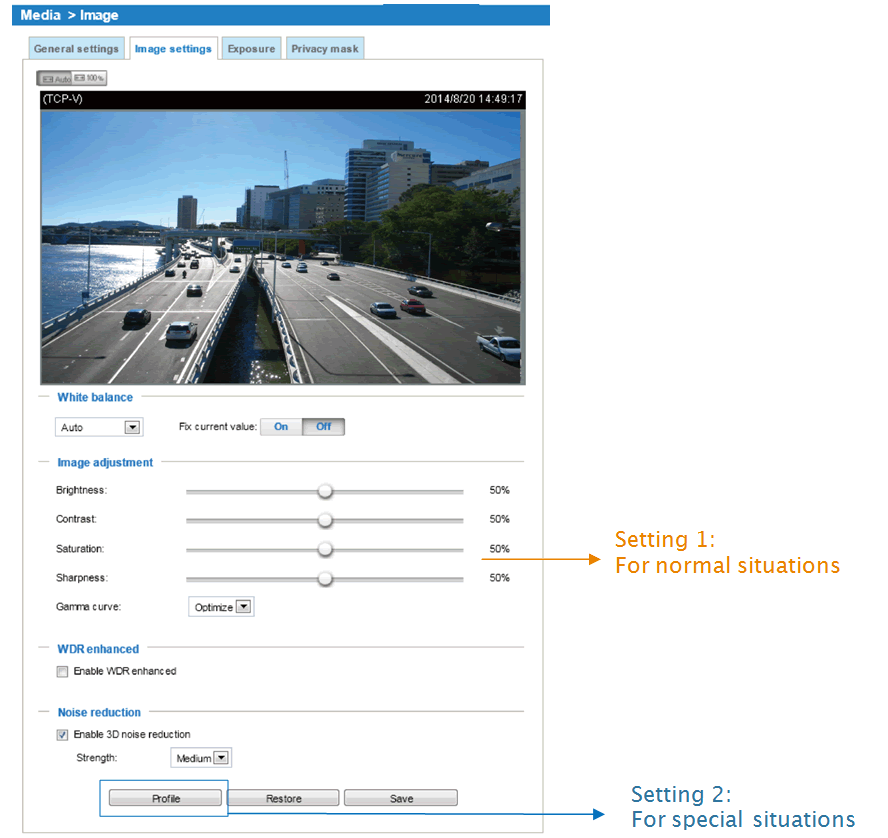 Media > Image
General settings Image settings Exposure Privacy mask
Auto 100%
(TCP-V) 2014/8/20 14:49:17
White balance
Auto Fix current value: On Off
Image adjustment
Brightness: 50%
Contrast: 50%
Saturation: 50%
Sharpness: 50%
Gamma curve: Optimize
Setting 1:
For normal situations
WDR enhanced
Enable WDR enhanced
Noise reduction
Enable 3D noise reduction
Strength: Medium
Profile Restore Save
Setting 2:
For special situations